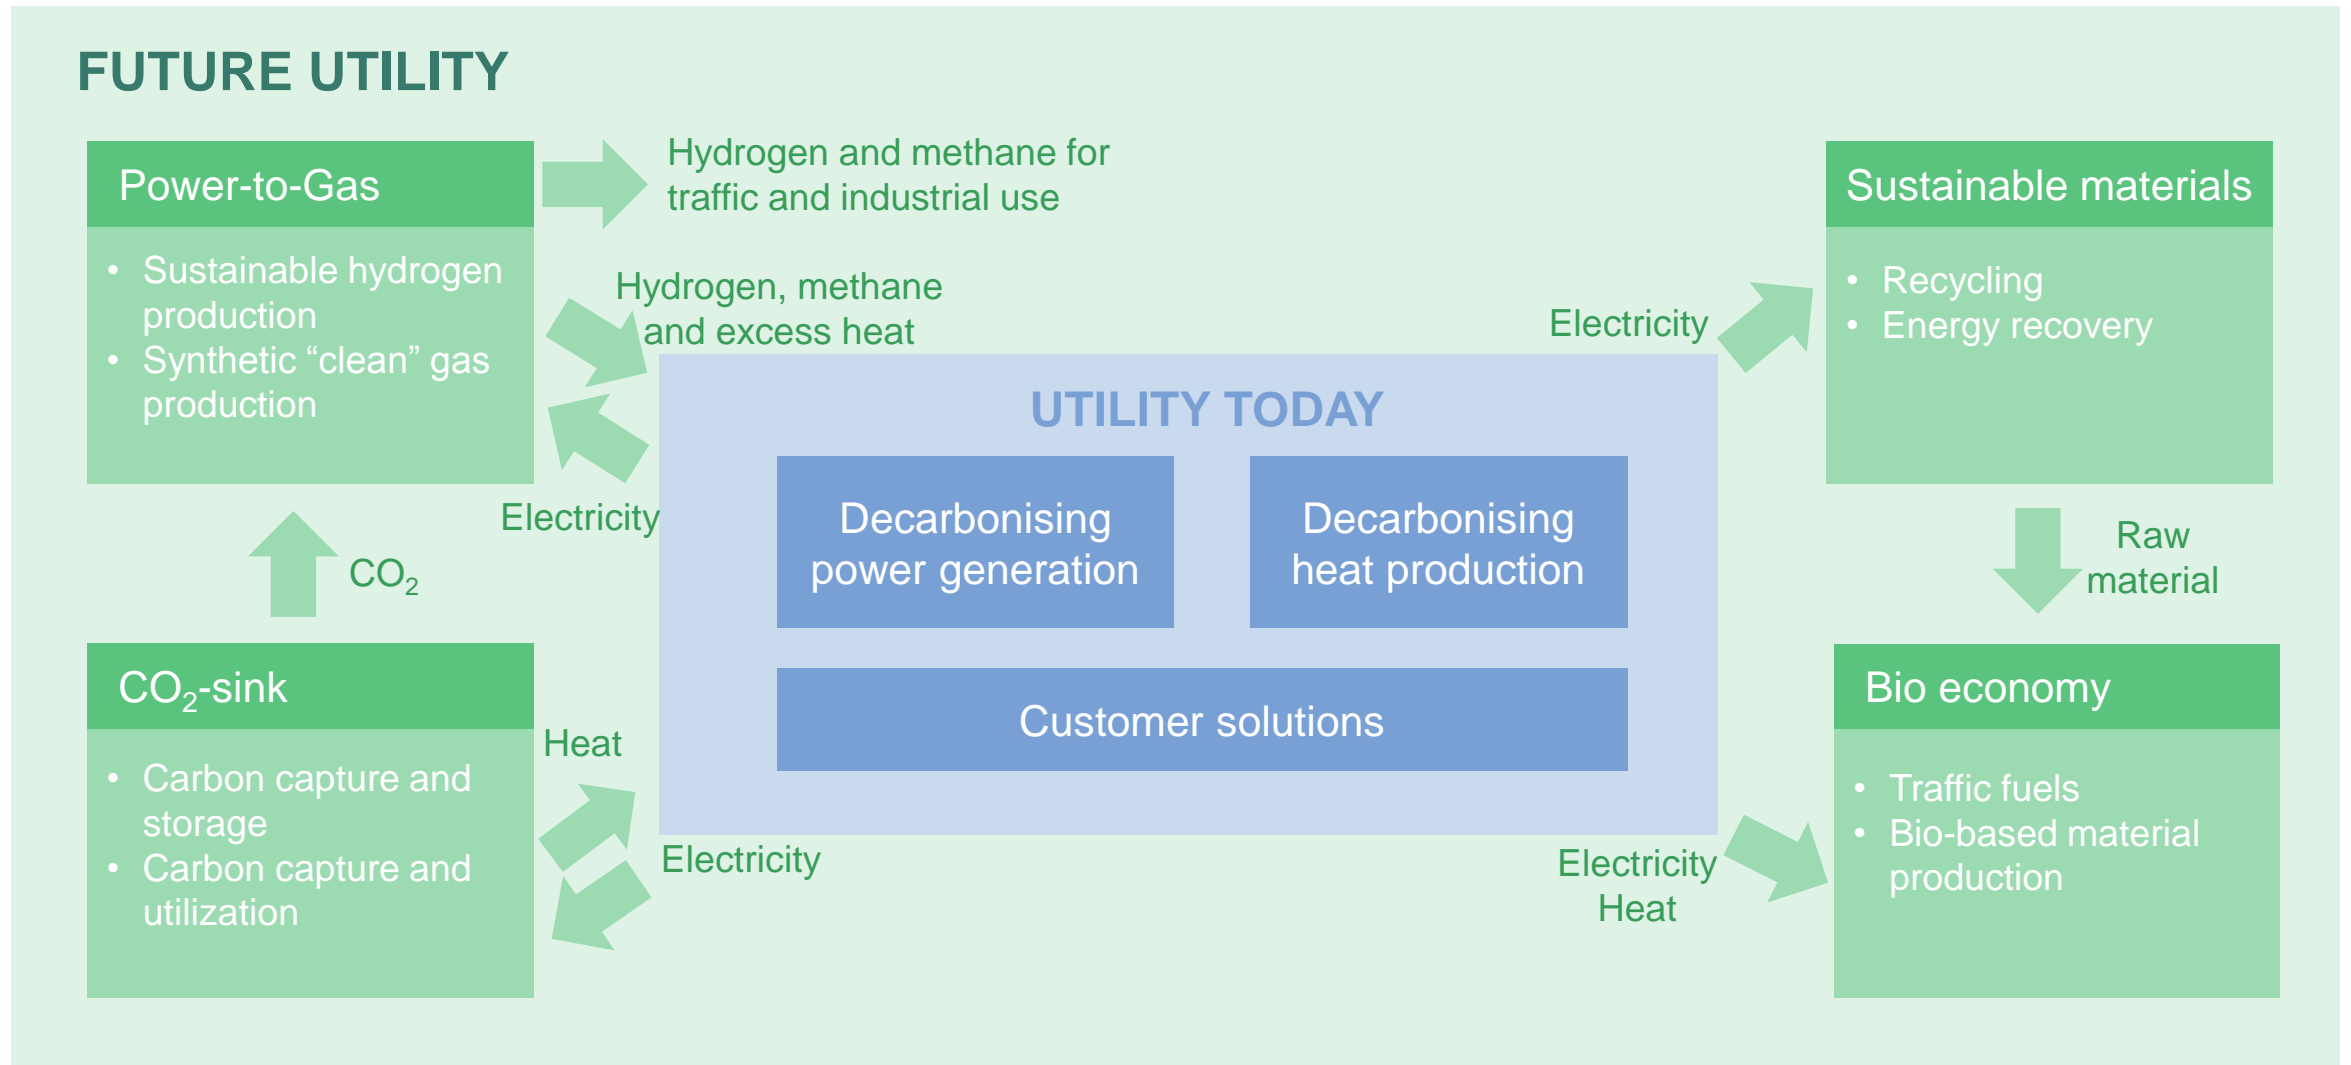 FUTURE UTILITY
Power-to-Gas
• Sustainable hydrogen
production
• Synthetic “clean” gas
production
Hydrogen and methane for
traffic and industrial use
Hydrogen, methane
and excess heat
Electricity
CO₂
CO₂-sink
• Carbon capture and
storage
• Carbon capture and
utilization
Heat
Electricity
UTILITY TODAY
Decarbonising
power generation
Decarbonising
heat production
Customer solutions
Electricity
Sustainable materials
• Recycling
• Energy recovery
Raw
material
Bio economy
• Traffic fuels
• Bio-based material
production
Electricity
Heat